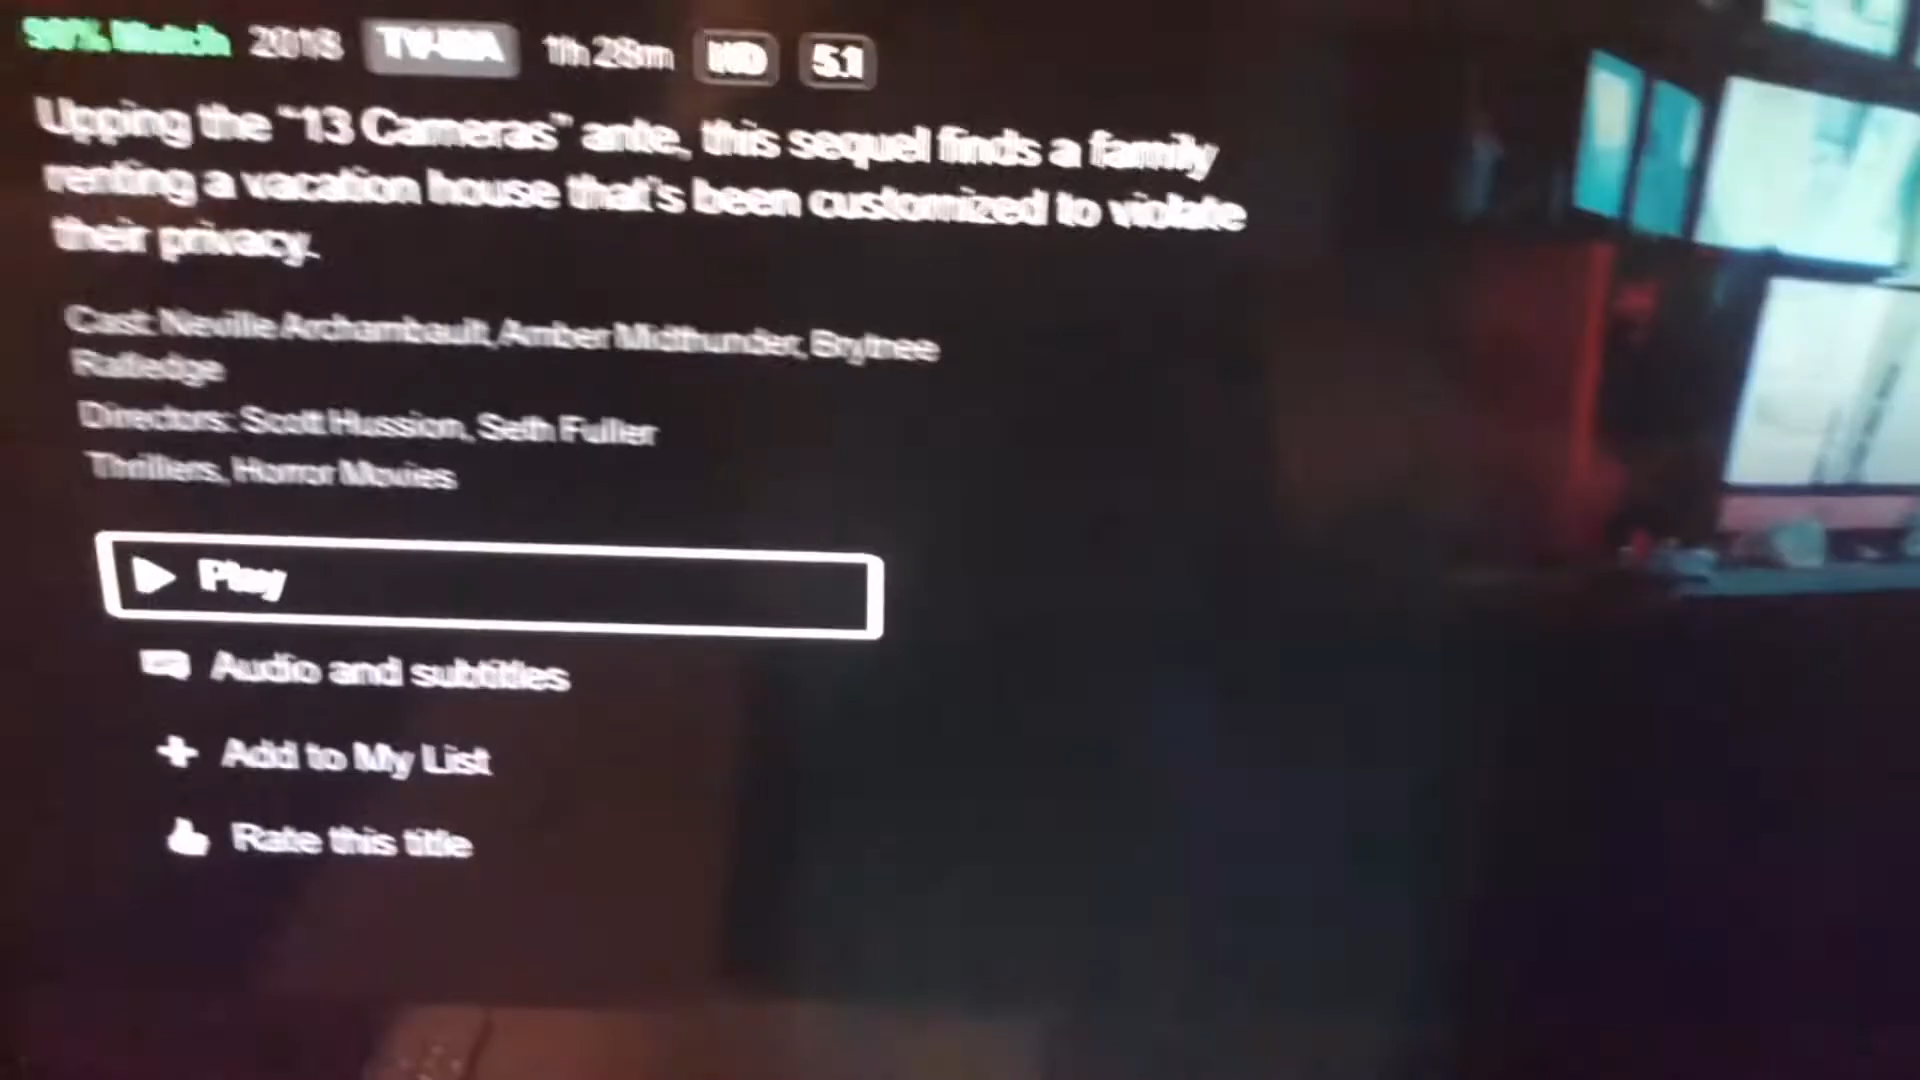 90% Match 2018 TV-MA 1h 28m HD 5.1
Upping the "13 Cameras" ante, this sequel finds a family
renting a vacation house that's been customized to violate
their privacy.
Cast: Neville Archambault, Amber Midthunder, Brytnee
Ratledge
Directors: Scott Hussion, Seth Fuller
Thrillers, Horror Movies
Play
Audio and subtitles
Add to My List
Rate this title